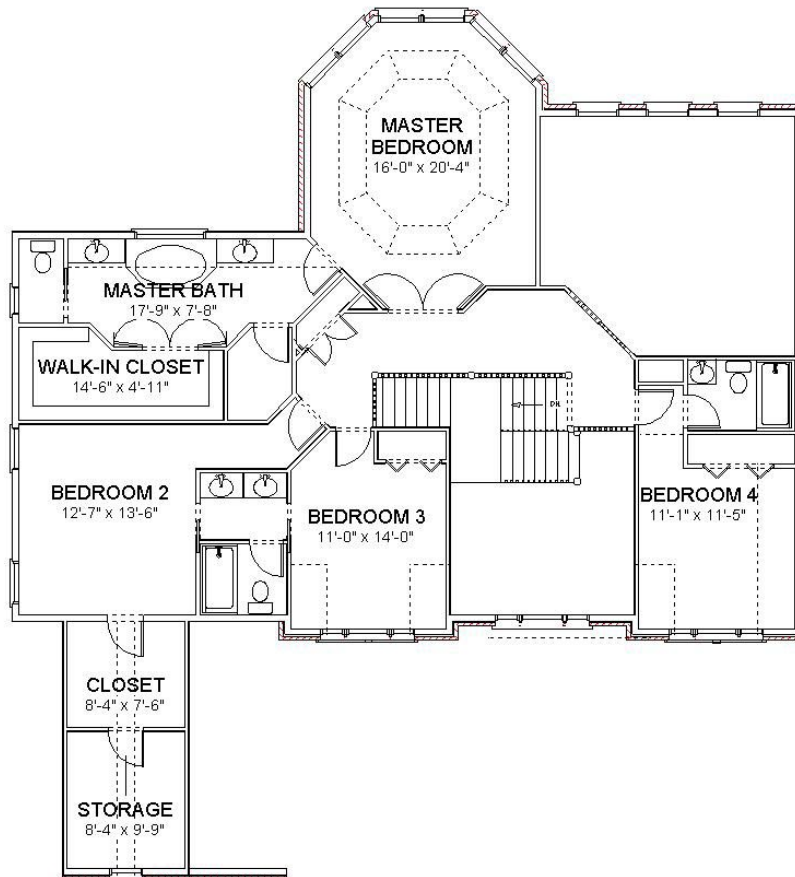 MASTER
BEDROOM
16'-0" x 20'-4"
MASTER BATH
17'-9" x 7'-8"
WALK-IN CLOSET
14'-6" x 4'-11"
DN.
BEDROOM 2
12'-7" x 13'-6"
BEDROOM 3
11'-0" x 14'-0"
BEDROOM 4
11'-1" x 11'-5"
CLOSET
8'-4" x 7'-6"
STORAGE
8'-4" x 9'-9"